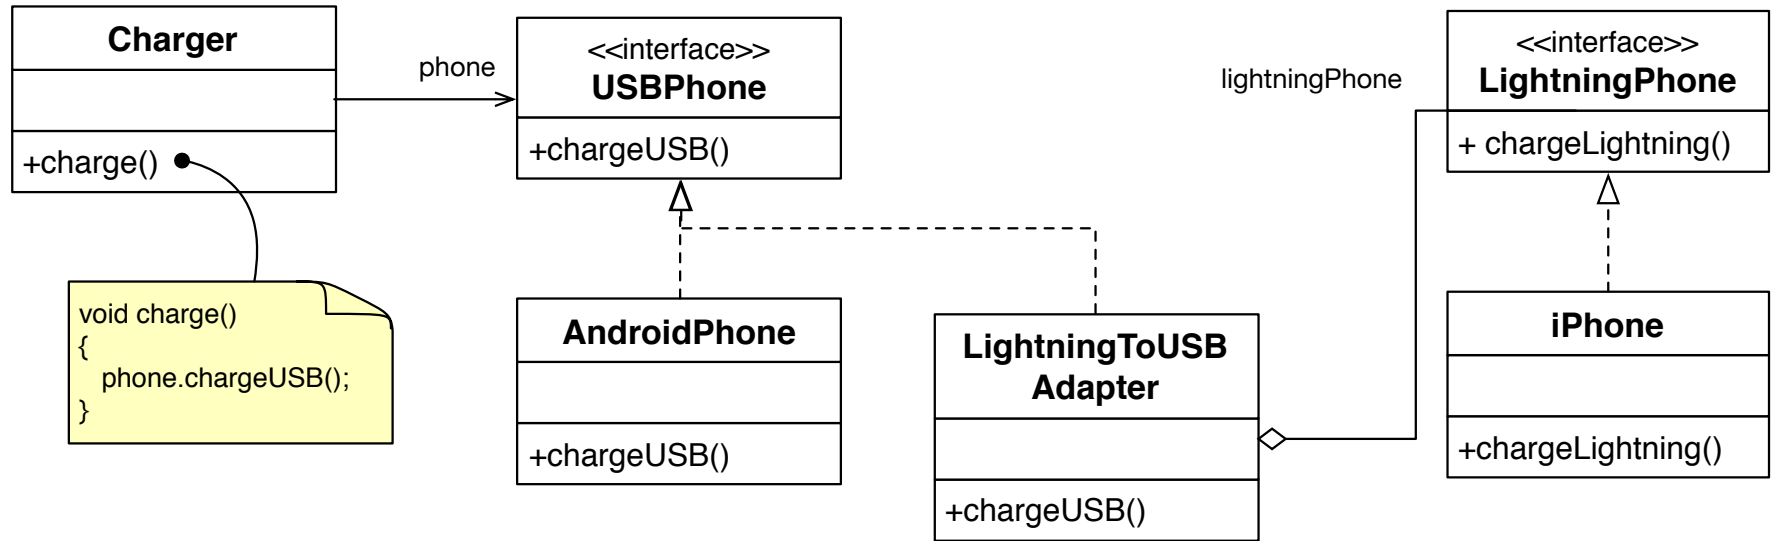 Charger
+charge()
phone
<<interface>>
USBPhone
+chargeUSB()
lightningPhone
<<interface>>
LightningPhone
+ chargeLightning()
void charge()
{
phone.chargeUSB();
}
AndroidPhone
+chargeUSB()
LightningToUSB
Adapter
+chargeUSB()
iPhone
+chargeLightning()